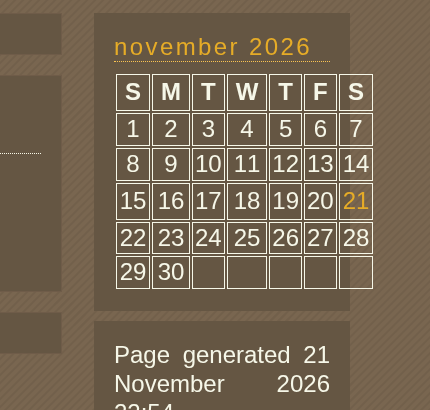 november 2026
S M T W T F S
1 2 3 4 5 6 7
8 9 10 11 12 13 14
15 16 17 18 19 20 21
22 23 24 25 26 27 28
29 30
Page generated 21
November 2026